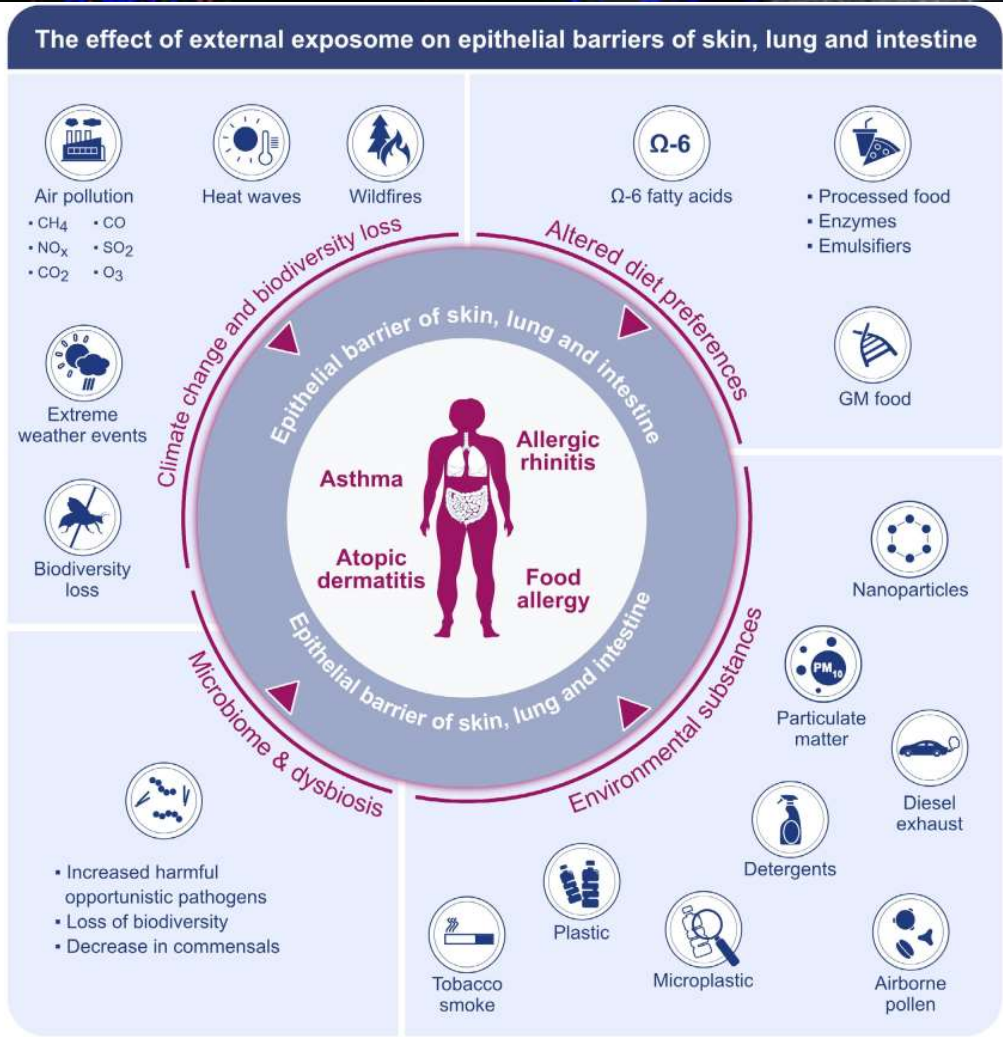 The effect of external exposome on epithelial barriers of skin, lung and intestine
Air pollution
• CH4 • CO
• NOX • SO2
• CO2 • O3
Heat waves
Wildfires
Extreme
weather events
Biodiversity
loss
Climate change and biodiversity loss
Ω-6
Ω-6 fatty acids
▪ Processed food
▪ Enzymes
▪ Emulsifiers
GM food
Altered diet preferences
Epithelial barrier of skin, lung and intestine
Asthma
Allergic
rhinitis
Atopic
dermatitis
Food
allergy
Epithelial barrier of skin, lung and intestine
Microbiome & dysbiosis
▪ Increased harmful
opportunistic pathogens
▪ Loss of biodiversity
▪ Decrease in commensals
Environmental substances
Nanoparticles
PM10
Particulate
matter
Diesel
exhaust
Detergents
Plastic
Microplastic
Tobacco
smoke
Airborne
pollen